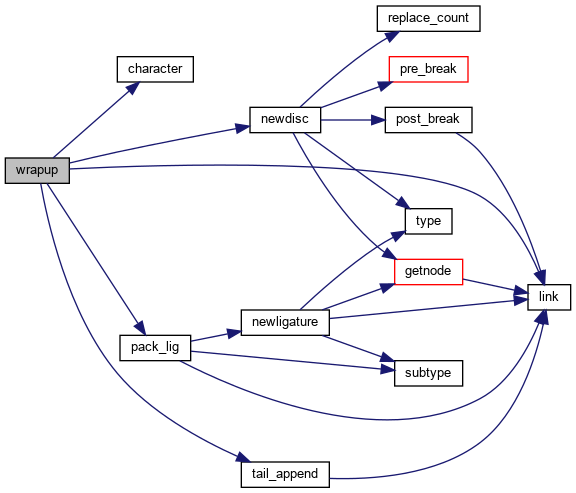 replace_count
character
pre_break
newdisc
post_break
wrapup
type
getnode
link
newligature
pack_lig
subtype
tail_append